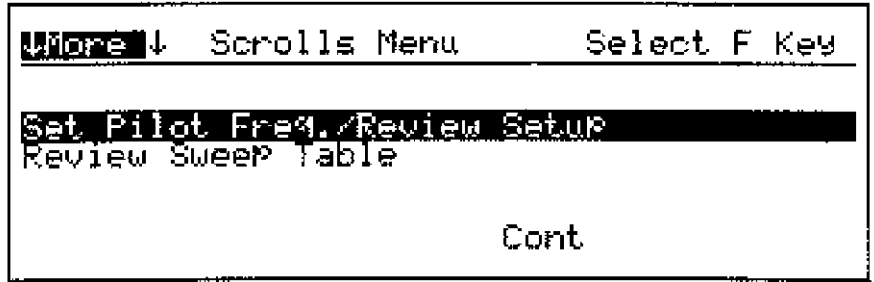 ↓More↓ Scrolls Menu Select F Key
Set Pilot Freq./Review Setup
Review Sweep Table
Cont